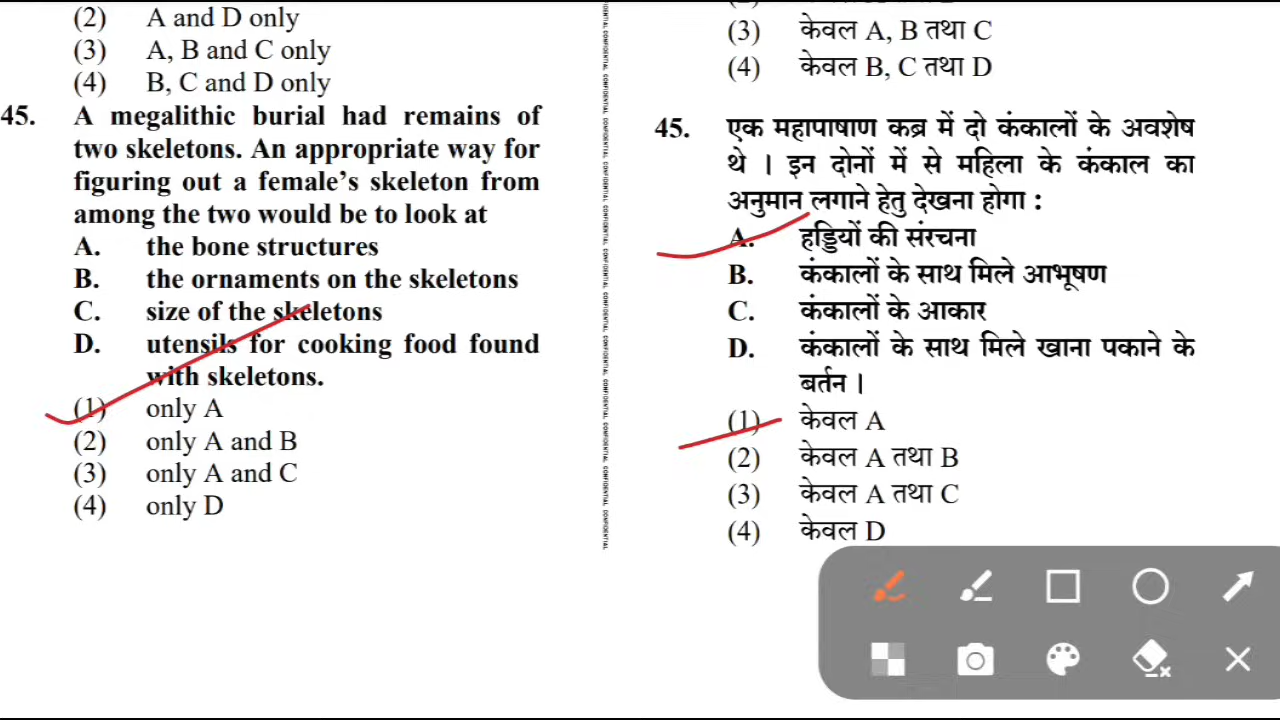 (2) A and D only
(3) A, B and C only
(4) B, C and D only
45. A megalithic burial had remains of
two skeletons. An appropriate way for
figuring out a female’s skeleton from
among the two would be to look at
A. the bone structures
B. the ornaments on the skeletons
C. size of the skeletons
D. utensils for cooking food found
with skeletons.
(1) only A
(2) only A and B
(3) only A and C
(4) only D
(3) केवल A, B तथा C
(4) केवल B, C तथा D
45. एक महापाषाण कब्र में दो कंकालों के अवशेष
थे । इन दोनों में से महिला के कंकाल का
अनुमान लगाने हेतु देखना होगा :
A. हड्डियों की संरचना
B. कंकालों के साथ मिले आभूषण
C. कंकालों के आकार
D. कंकालों के साथ मिले खाना पकाने के
बर्तन ।
(1) केवल A
(2) केवल A तथा B
(3) केवल A तथा C
(4) केवल D